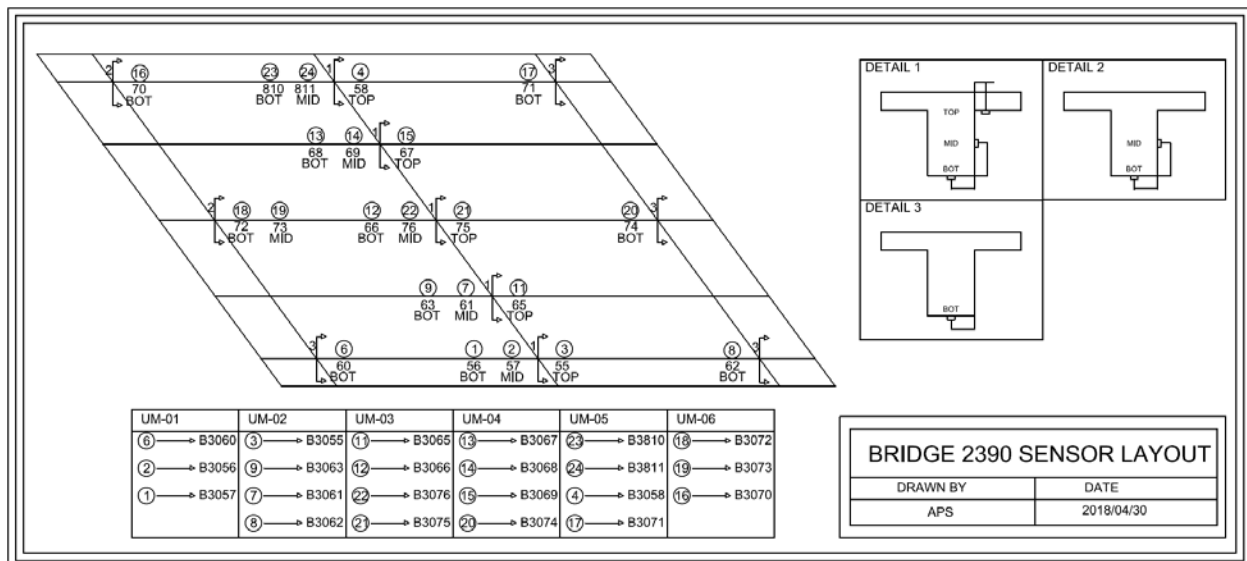 2 16 23 24 1 4 17 3
70 810 811 58 71
BOT BOT MID TOP BOT
13 14 1 15
68 69 67
BOT MID TOP
2 18 19 12 22 1 21 20 3
72 73 66 76 75 74
BOT MID BOT MID TOP BOT
9 7 1 11
63 61 65
BOT MID TOP
3 6 1 2 1 3 8 3
60 56 57 55 62
BOT BOT MID TOP BOT
DETAIL 1
TOP
MID
BOT
DETAIL 2
MID
BOT
DETAIL 3
BOT
UM-01 UM-02 UM-03 UM-04 UM-05 UM-06
6 B3060 3 B3055 11 B3065 13 B3067 23 B3810 18 B3072
2 B3056 9 B3063 12 B3066 14 B3068 24 B3811 19 B3073
1 B3057 7 B3061 22 B3076 15 B3069 4 B3058 16 B3070
8 B3062 21 B3075 20 B3074 17 B3071
BRIDGE 2390 SENSOR LAYOUT
DRAWN BY DATE
APS 2018/04/30